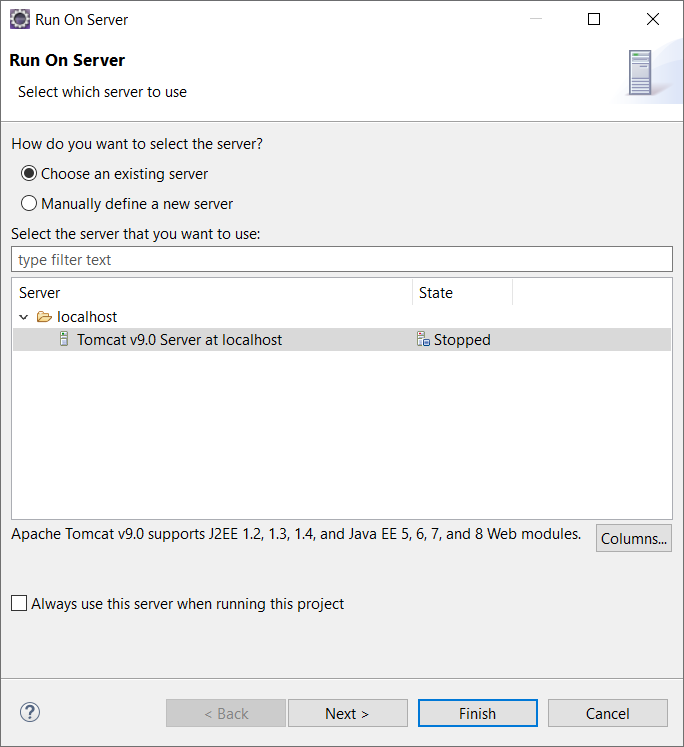 Run On Server
Run On Server
Select which server to use
How do you want to select the server?
Choose an existing server
Manually define a new server
Select the server that you want to use:
type filter text
Server State
localhost
Tomcat v9.0 Server at localhost Stopped
Apache Tomcat v9.0 supports J2EE 1.2, 1.3, 1.4, and Java EE 5, 6, 7, and 8 Web modules.
Columns...
Always use this server when running this project
? < Back Next > Finish Cancel